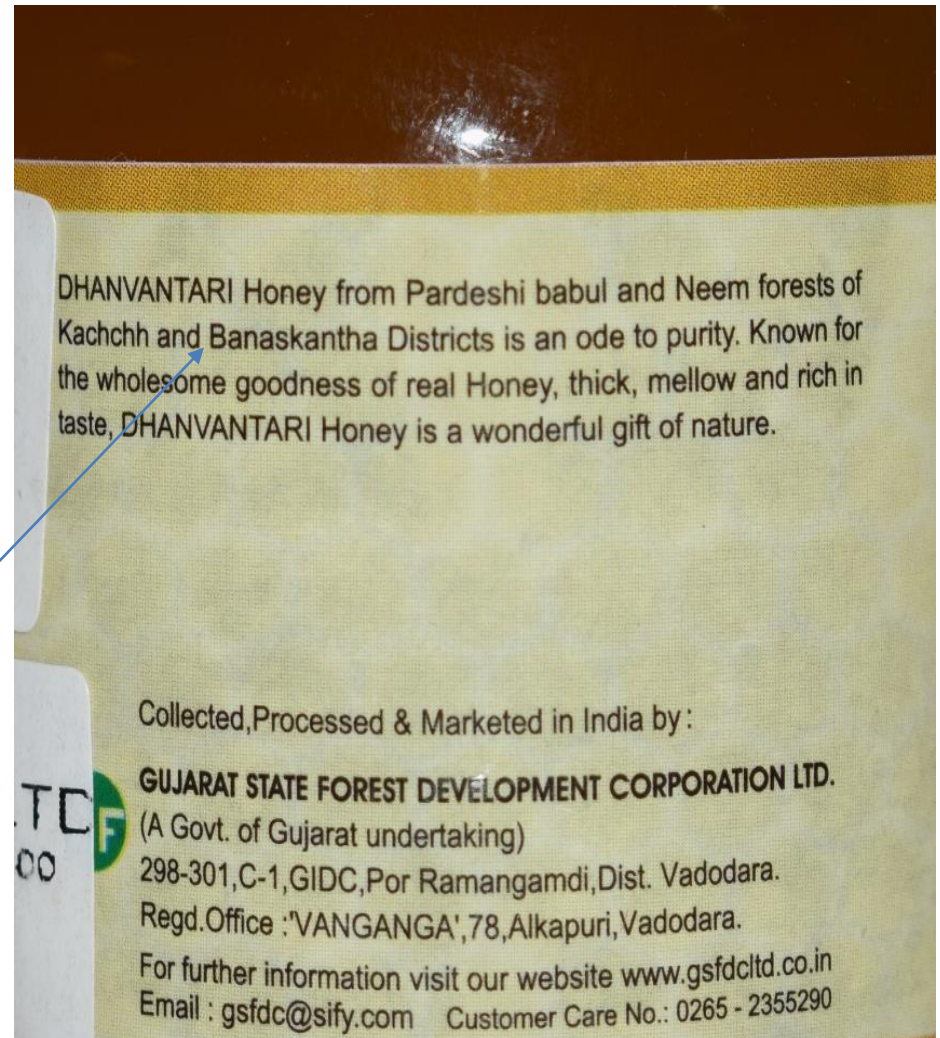 DHANVANTARI Honey from Pardeshi babul and Neem forests of
Kachchh and Banaskantha Districts is an ode to purity. Known for
the wholesome goodness of real Honey, thick, mellow and rich in
taste, DHANVANTARI Honey is a wonderful gift of nature.
Collected,Processed & Marketed in India by :
GUJARAT STATE FOREST DEVELOPMENT CORPORATION LTD.
(A Govt. of Gujarat undertaking)
298-301,C-1,GIDC,Por Ramangamdi,Dist. Vadodara.
Regd.Office :'VANGANGA',78,Alkapuri,Vadodara.
For further information visit our website www.gsfdcltd.co.in
Email : gsfdc@sify.com Customer Care No.: 0265 - 2355290